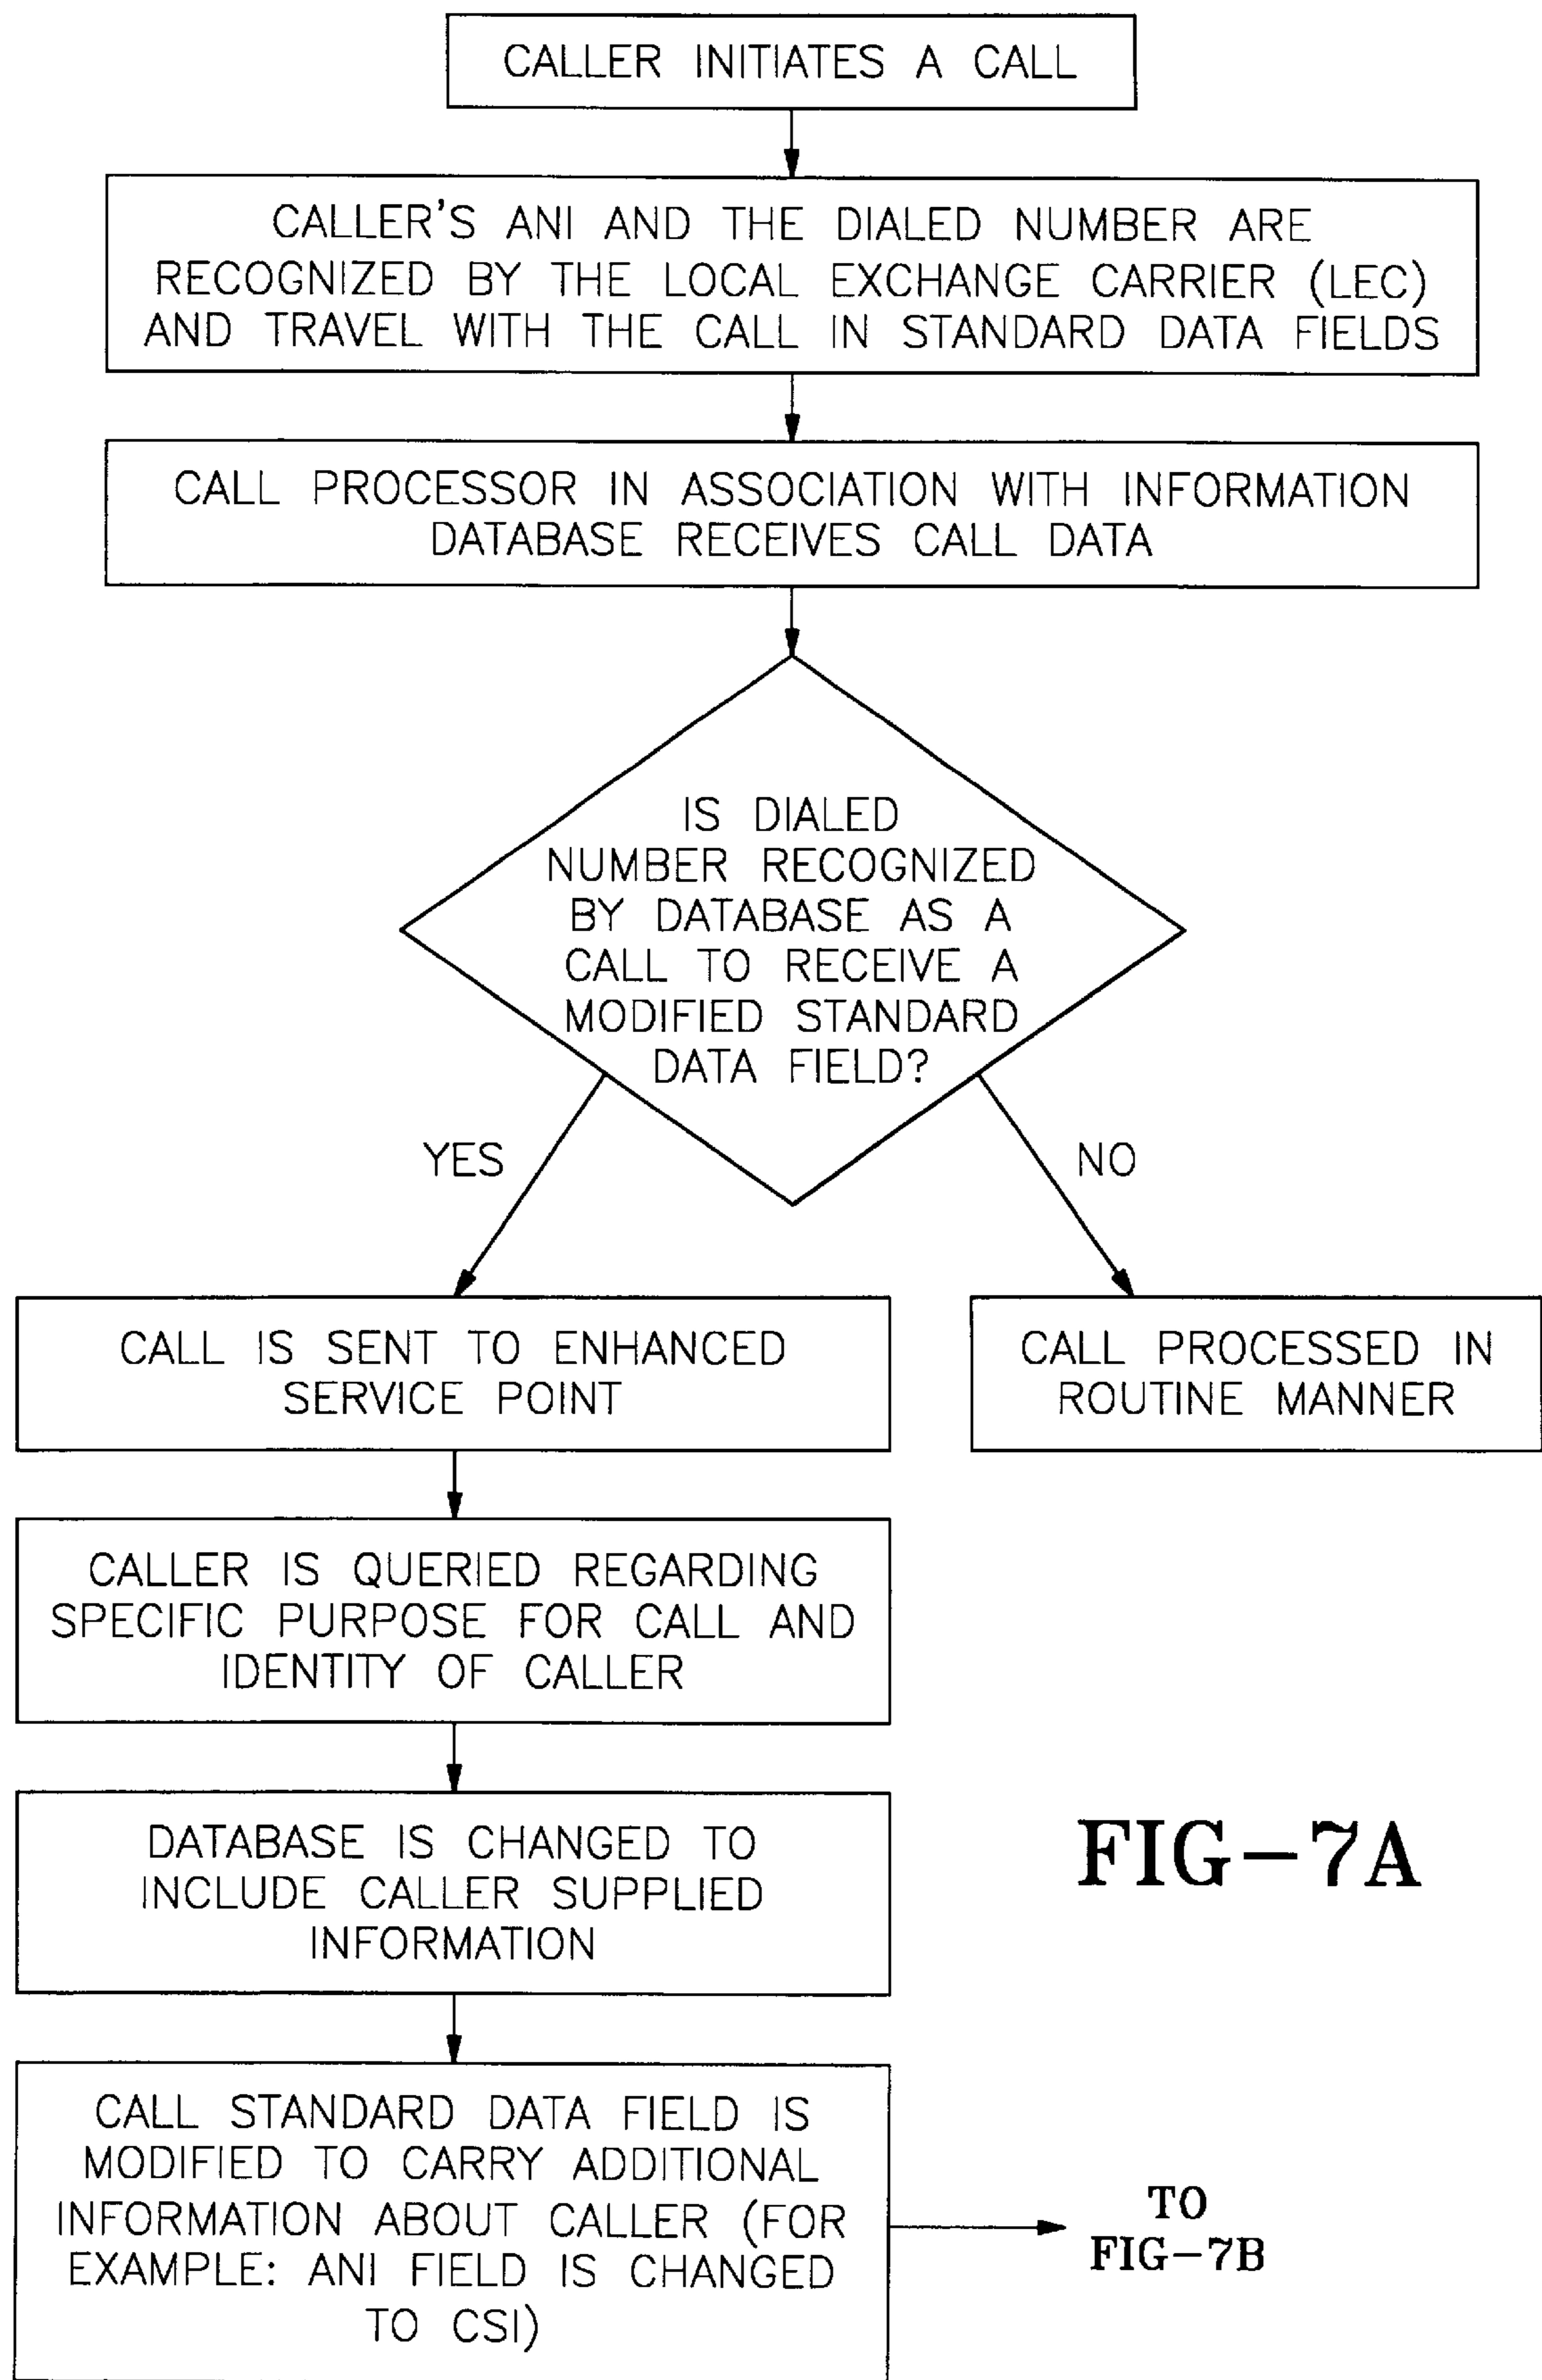 CALLER INITIATES A CALL
CALLER'S ANI AND THE DIALED NUMBER ARE
RECOGNIZED BY THE LOCAL EXCHANGE CARRIER (LEC)
AND TRAVEL WITH THE CALL IN STANDARD DATA FIELDS
CALL PROCESSOR IN ASSOCIATION WITH INFORMATION
DATABASE RECEIVES CALL DATA
IS DIALED
NUMBER RECOGNIZED
BY DATABASE AS A
CALL TO RECEIVE A
MODIFIED STANDARD
DATA FIELD?
YES
NO
CALL IS SENT TO ENHANCED
SERVICE POINT
CALL PROCESSED IN
ROUTINE MANNER
CALLER IS QUERIED REGARDING
SPECIFIC PURPOSE FOR CALL AND
IDENTITY OF CALLER
DATABASE IS CHANGED TO
INCLUDE CALLER SUPPLIED
INFORMATION
FIG-7A
CALL STANDARD DATA FIELD IS
MODIFIED TO CARRY ADDITIONAL
INFORMATION ABOUT CALLER (FOR
EXAMPLE: ANI FIELD IS CHANGED
TO CSI)
TO
FIG-7B